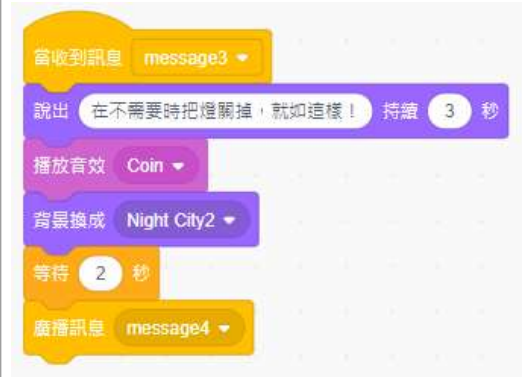 當收到訊息 message3
說出 在不需要時把燈關掉，就如這樣！ 持續 3 秒
播放音效 Coin
背景換成 Night City2
等待 2 秒
廣播訊息 message4